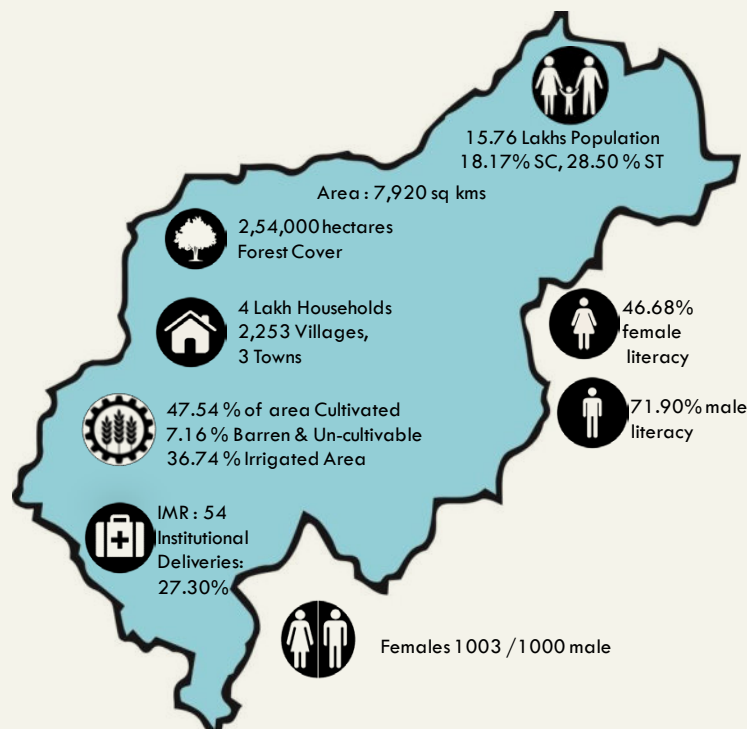 15.76 Lakhs Population
18.17% SC, 28.50 % ST
Area : 7,920 sq kms
2,54,000 hectares
Forest Cover
4 Lakh Households
2,253 Villages,
3 Towns
46.68%
female
literacy
71.90% male
literacy
47.54 % of area Cultivated
7.16 % Barren & Un-cultivable
36.74 % Irrigated Area
IMR : 54
Institutional
Deliveries:
27.30%
Females 1003 /1000 male